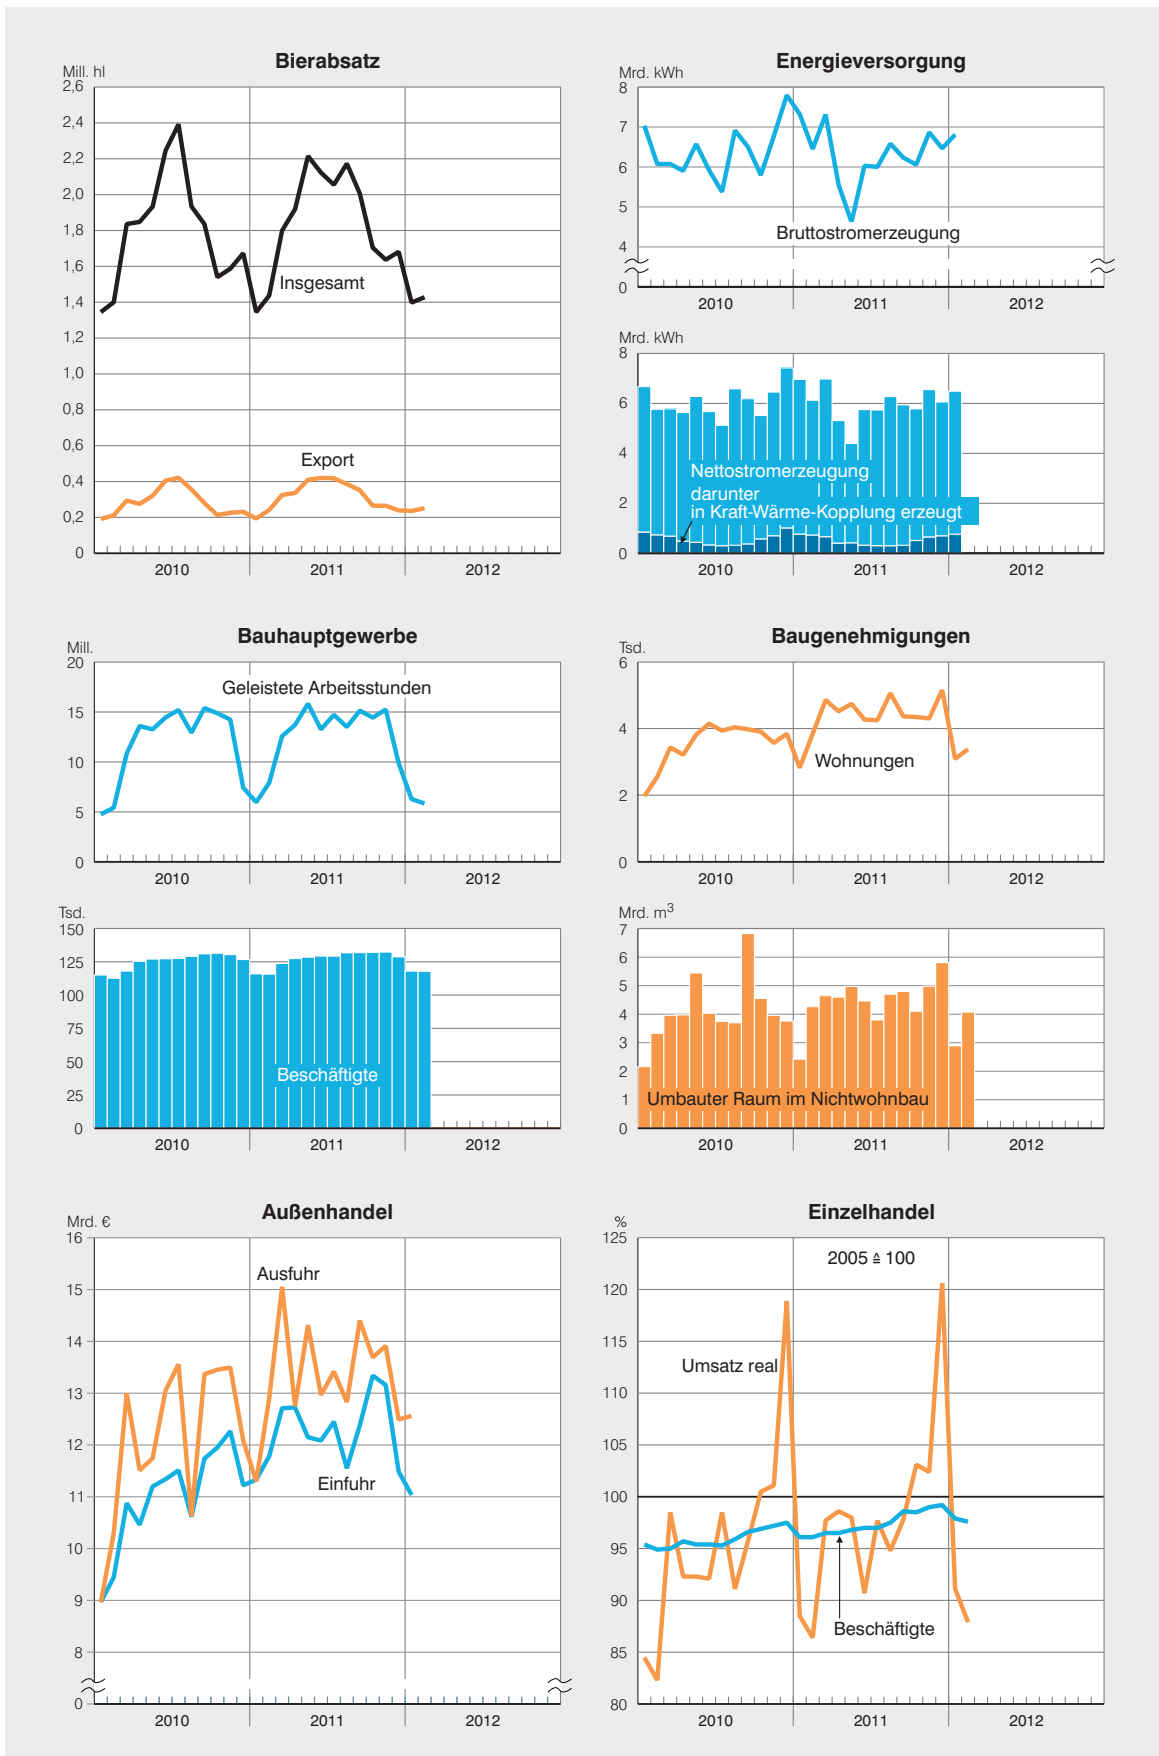 Bierabsatz
Mill. hl
2,6
2,4
2,2
2,0
1,8
1,6
1,4
1,2
1,0
0,8
0,6
0,4
0,2
0
Insgesamt
Export
2010 2011 2012
Energieversorgung
Mrd. kWh
8
7
6
5
4
0
Bruttostromerzeugung
2010 2011 2012
Mrd. kWh
8
6
4
2
0
Nettostromerzeugung
darunter
in Kraft-Wärme-Kopplung erzeugt
2010 2011 2012
Bauhauptgewerbe
Mill.
20
15
10
5
0
Geleistete Arbeitsstunden
2010 2011 2012
Tsd.
150
125
100
75
50
25
0
Beschäftigte
2010 2011 2012
Baugenehmigungen
Tsd.
6
4
2
0
Wohnungen
2010 2011 2012
Mrd. m³
7
6
5
4
3
2
1
0
Umbauter Raum im Nichtwohnbau
2010 2011 2012
Außenhandel
Mrd. €
16
15
14
13
12
11
10
9
8
0
Ausfuhr
Einfuhr
2010 2011 2012
Einzelhandel
%
125
120
115
110
105
100
95
90
85
80
2005 ≙ 100
Umsatz real
Beschäftigte
2010 2011 2012